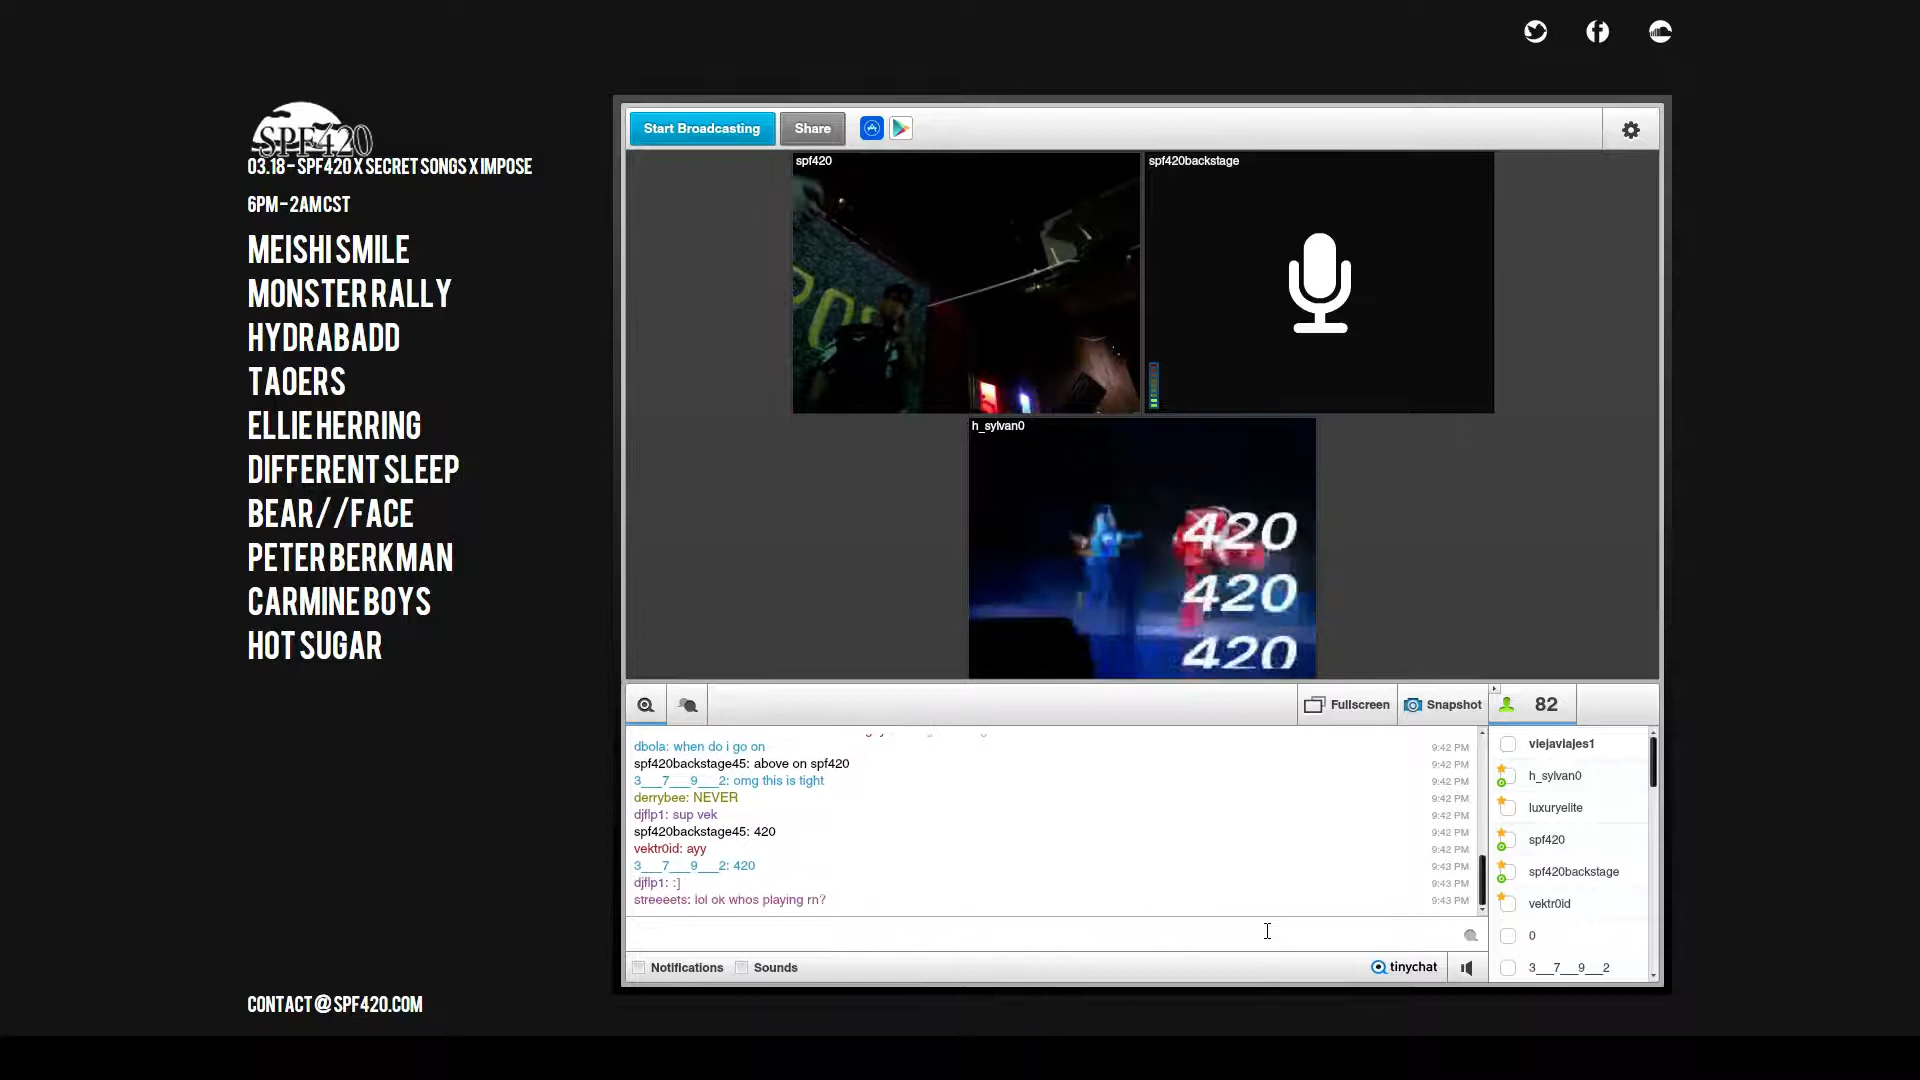 SPF420
03.18 - SPF420 X SECRET SONGS X IMPOSE
6PM - 2AM CST
MEISHI SMILE
MONSTER RALLY
HYDRABADD
TAOERS
ELLIE HERRING
DIFFERENT SLEEP
BEAR//FACE
PETER BERKMAN
CARMINE BOYS
HOT SUGAR
CONTACT@SPF420.COM
Start Broadcasting
Share
spf420
spf420backstage
h_sylvan0
420
420
420
Fullscreen
Snapshot
82
dbola: when do i go on 9:42 PM
spf420backstage45: above on spf420 9:42 PM
3___7___9___2: omg this is tight 9:42 PM
derrybee: NEVER 9:42 PM
djflp1: sup vek 9:42 PM
spf420backstage45: 420 9:42 PM
vektr0id: ayy 9:42 PM
3___7___9___2: 420 9:43 PM
djflp1: :] 9:43 PM
streeeets: lol ok whos playing rn? 9:43 PM
Notifications
Sounds
tinychat
viejaviajes1
h_sylvan0
luxuryelite
spf420
spf420backstage
vektr0id
0
3___7___9___2